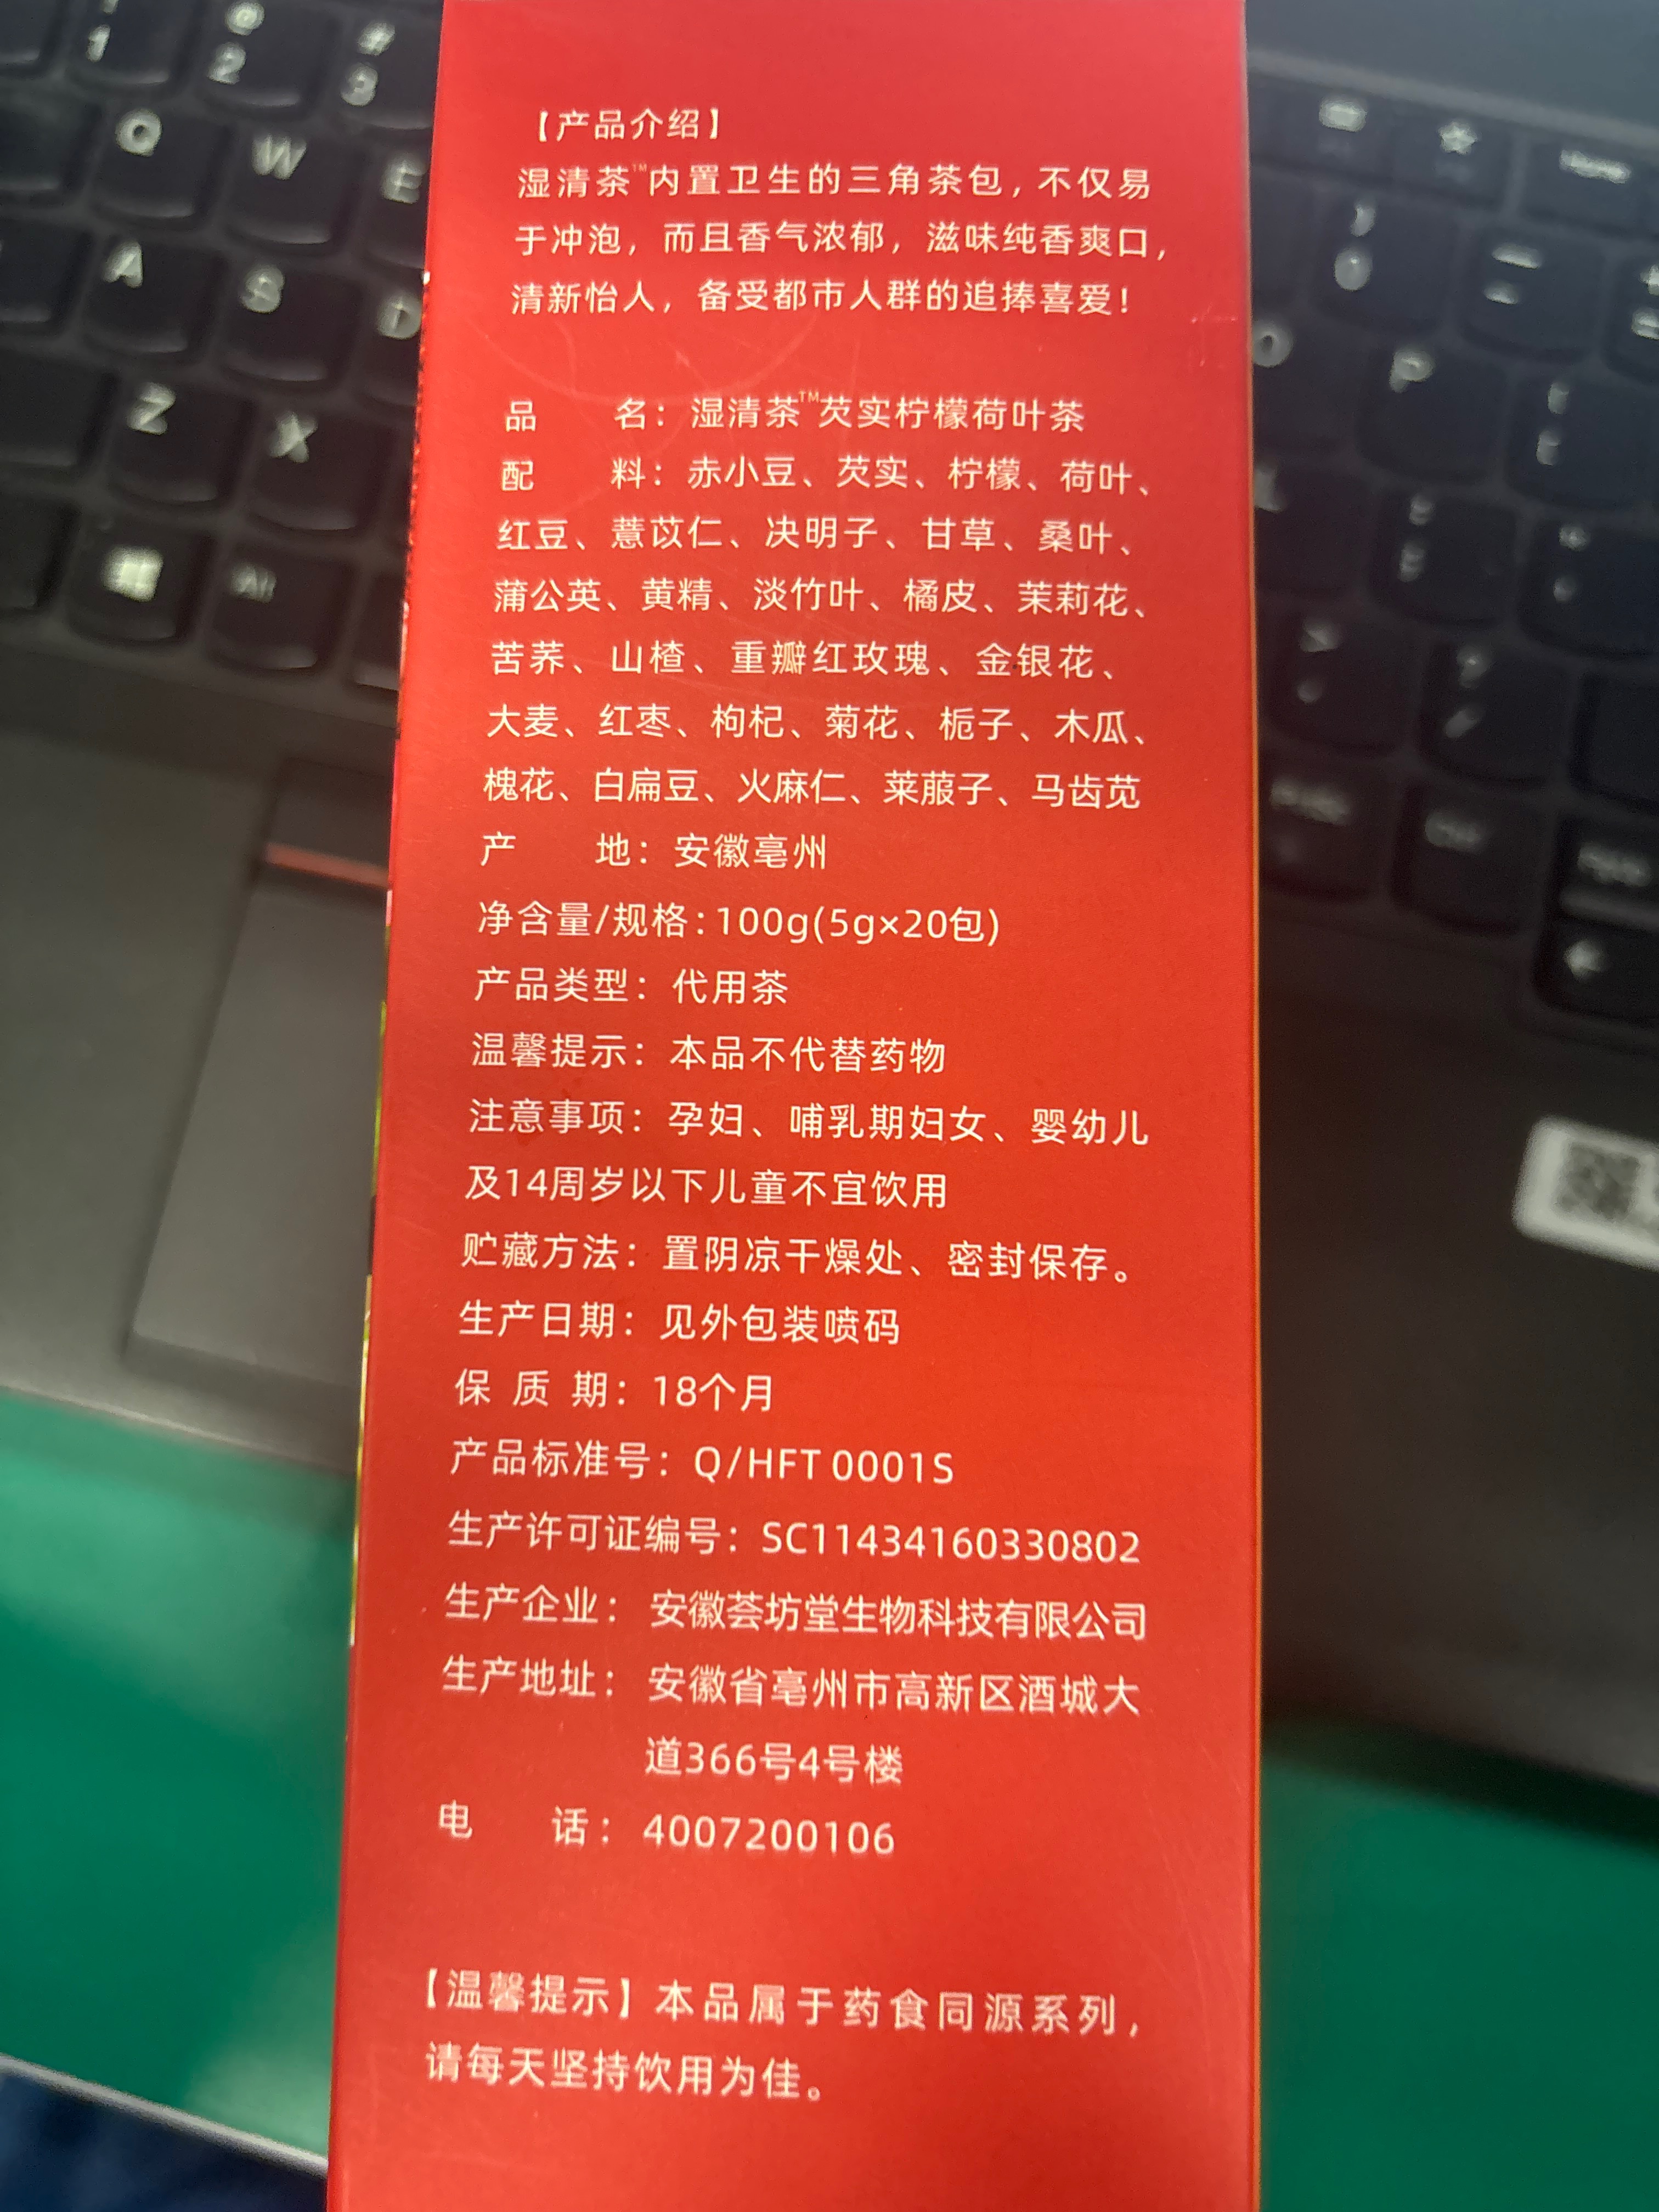 【产品介绍】
湿清茶™内置卫生的三角茶包,不仅易
于冲泡，而且香气浓郁，滋味纯香爽口，
清新怡人，备受都市人群的追捧喜爱！
品 名：湿清茶™芡实柠檬荷叶茶
配 料：赤小豆、芡实、柠檬、荷叶、
红豆、薏苡仁、决明子、甘草、桑叶、
蒲公英、黄精、淡竹叶、橘皮、茉莉花、
苦荞、山楂、重瓣红玫瑰、金银花、
大麦、红枣、枸杞、菊花、栀子、木瓜、
槐花、白扁豆、火麻仁、莱菔子、马齿苋
产 地：安徽亳州
净含量/规格:100g(5g×20包)
产品类型：代用茶
温馨提示：本品不代替药物
注意事项：孕妇、哺乳期妇女、婴幼儿
及14周岁以下儿童不宜饮用
贮藏方法：置阴凉干燥处、密封保存。
生产日期：见外包装喷码
保 质 期：18个月
产品标准号：Q/HFT 0001S
生产许可证编号：SC11434160330802
生产企业：安徽荟坊堂生物科技有限公司
生产地址：安徽省亳州市高新区酒城大
道366号4号楼
电 话：4007200106
【温馨提示】本品属于药食同源系列，
请每天坚持饮用为佳。
1
@
2
#
3
Q
W
E
A
S
D
Z
X
Alt
Home
P